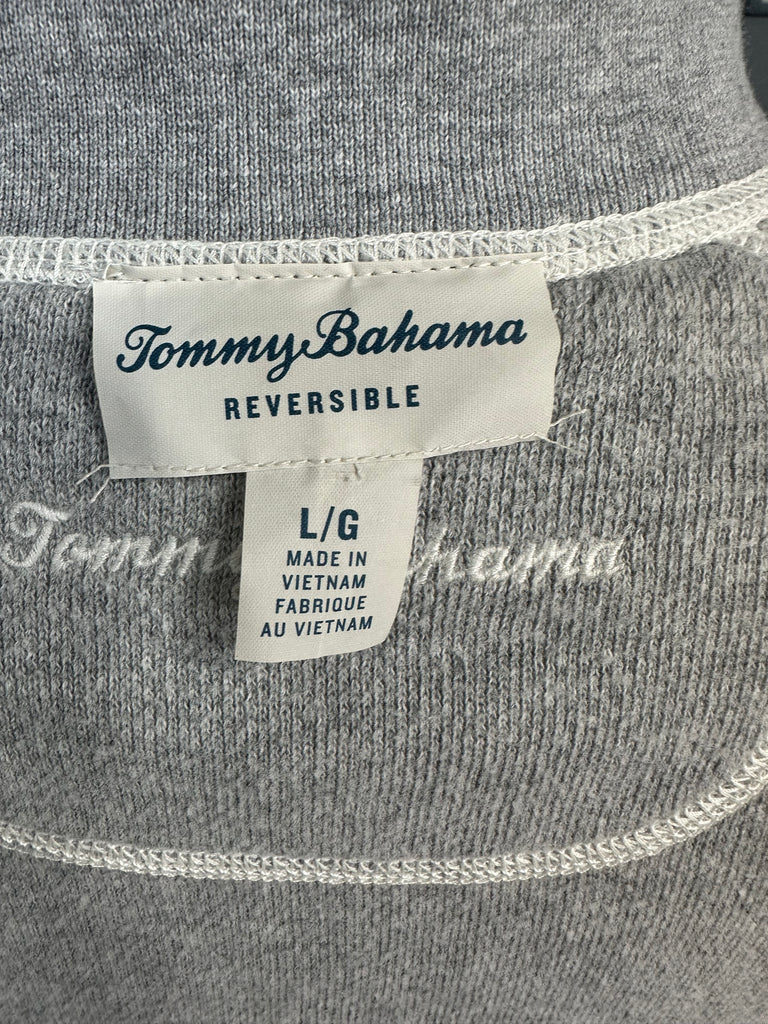 Tommy Bahama
REVERSIBLE
L/G
MADE IN
VIETNAM
FABRIQUE
AU VIETNAM